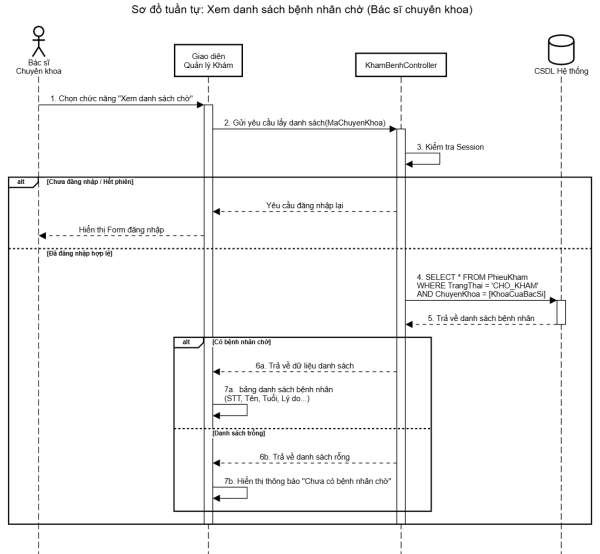 Sơ đồ tuần tự: Xem danh sách bệnh nhân chờ (Bác sĩ chuyên khoa)
Bác sĩ
Chuyên khoa
Giao diện
Quản lý Khám
KhamBenhController
CSDL Hệ thống
1. Chọn chức năng "Xem danh sách chờ"
2. Gửi yêu cầu lấy danh sách(MaChuyenKhoa)
3. Kiểm tra Session
alt
[Chưa đăng nhập / Hết phiên]
Yêu cầu đăng nhập lại
Hiển thị Form đăng nhập
[Đã đăng nhập hợp lệ]
4. SELECT * FROM PhieuKham
WHERE TrangThai = 'CHO_KHAM'
AND ChuyenKhoa = [KhoaCuaBacSi]
5. Trả về danh sách bệnh nhân
alt
[Có bệnh nhân chờ]
6a. Trả về dữ liệu danh sách
7a. bảng danh sách bệnh nhân
(STT, Tên, Tuổi, Lý do...)
[Danh sách trống]
6b. Trả về danh sách rỗng
7b. Hiển thị thông báo "Chưa có bệnh nhân chờ"